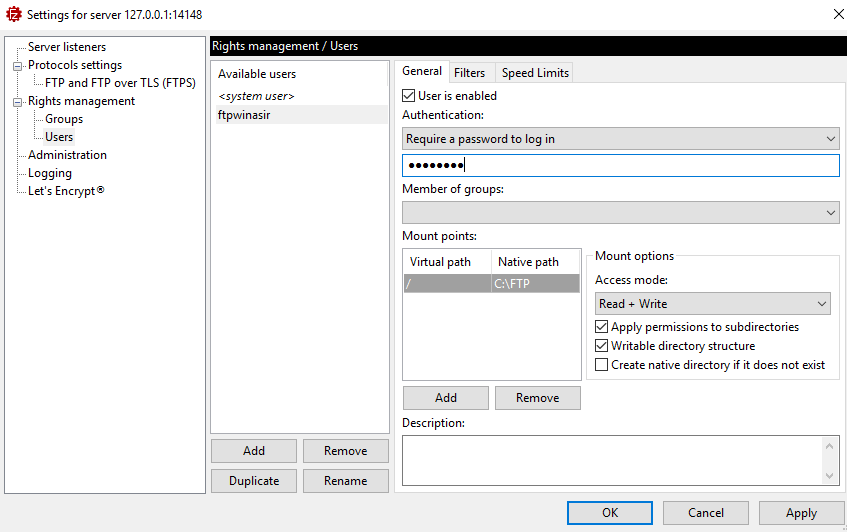 Settings for server 127.0.0.1:14148
Server listeners
Protocols settings
FTP and FTP over TLS (FTPS)
Rights management
Groups
Users
Administration
Logging
Let's Encrypt®
Rights management / Users
Available users
<system user>
ftpwinasir
Add
Remove
Duplicate
Rename
General
Filters
Speed Limits
User is enabled
Authentication:
Require a password to log in
●●●●●●●●
Member of groups:
Mount points:
Virtual path
Native path
/
C:\FTP
Add
Remove
Mount options
Access mode:
Read + Write
Apply permissions to subdirectories
Writable directory structure
Create native directory if it does not exist
Description:
OK
Cancel
Apply